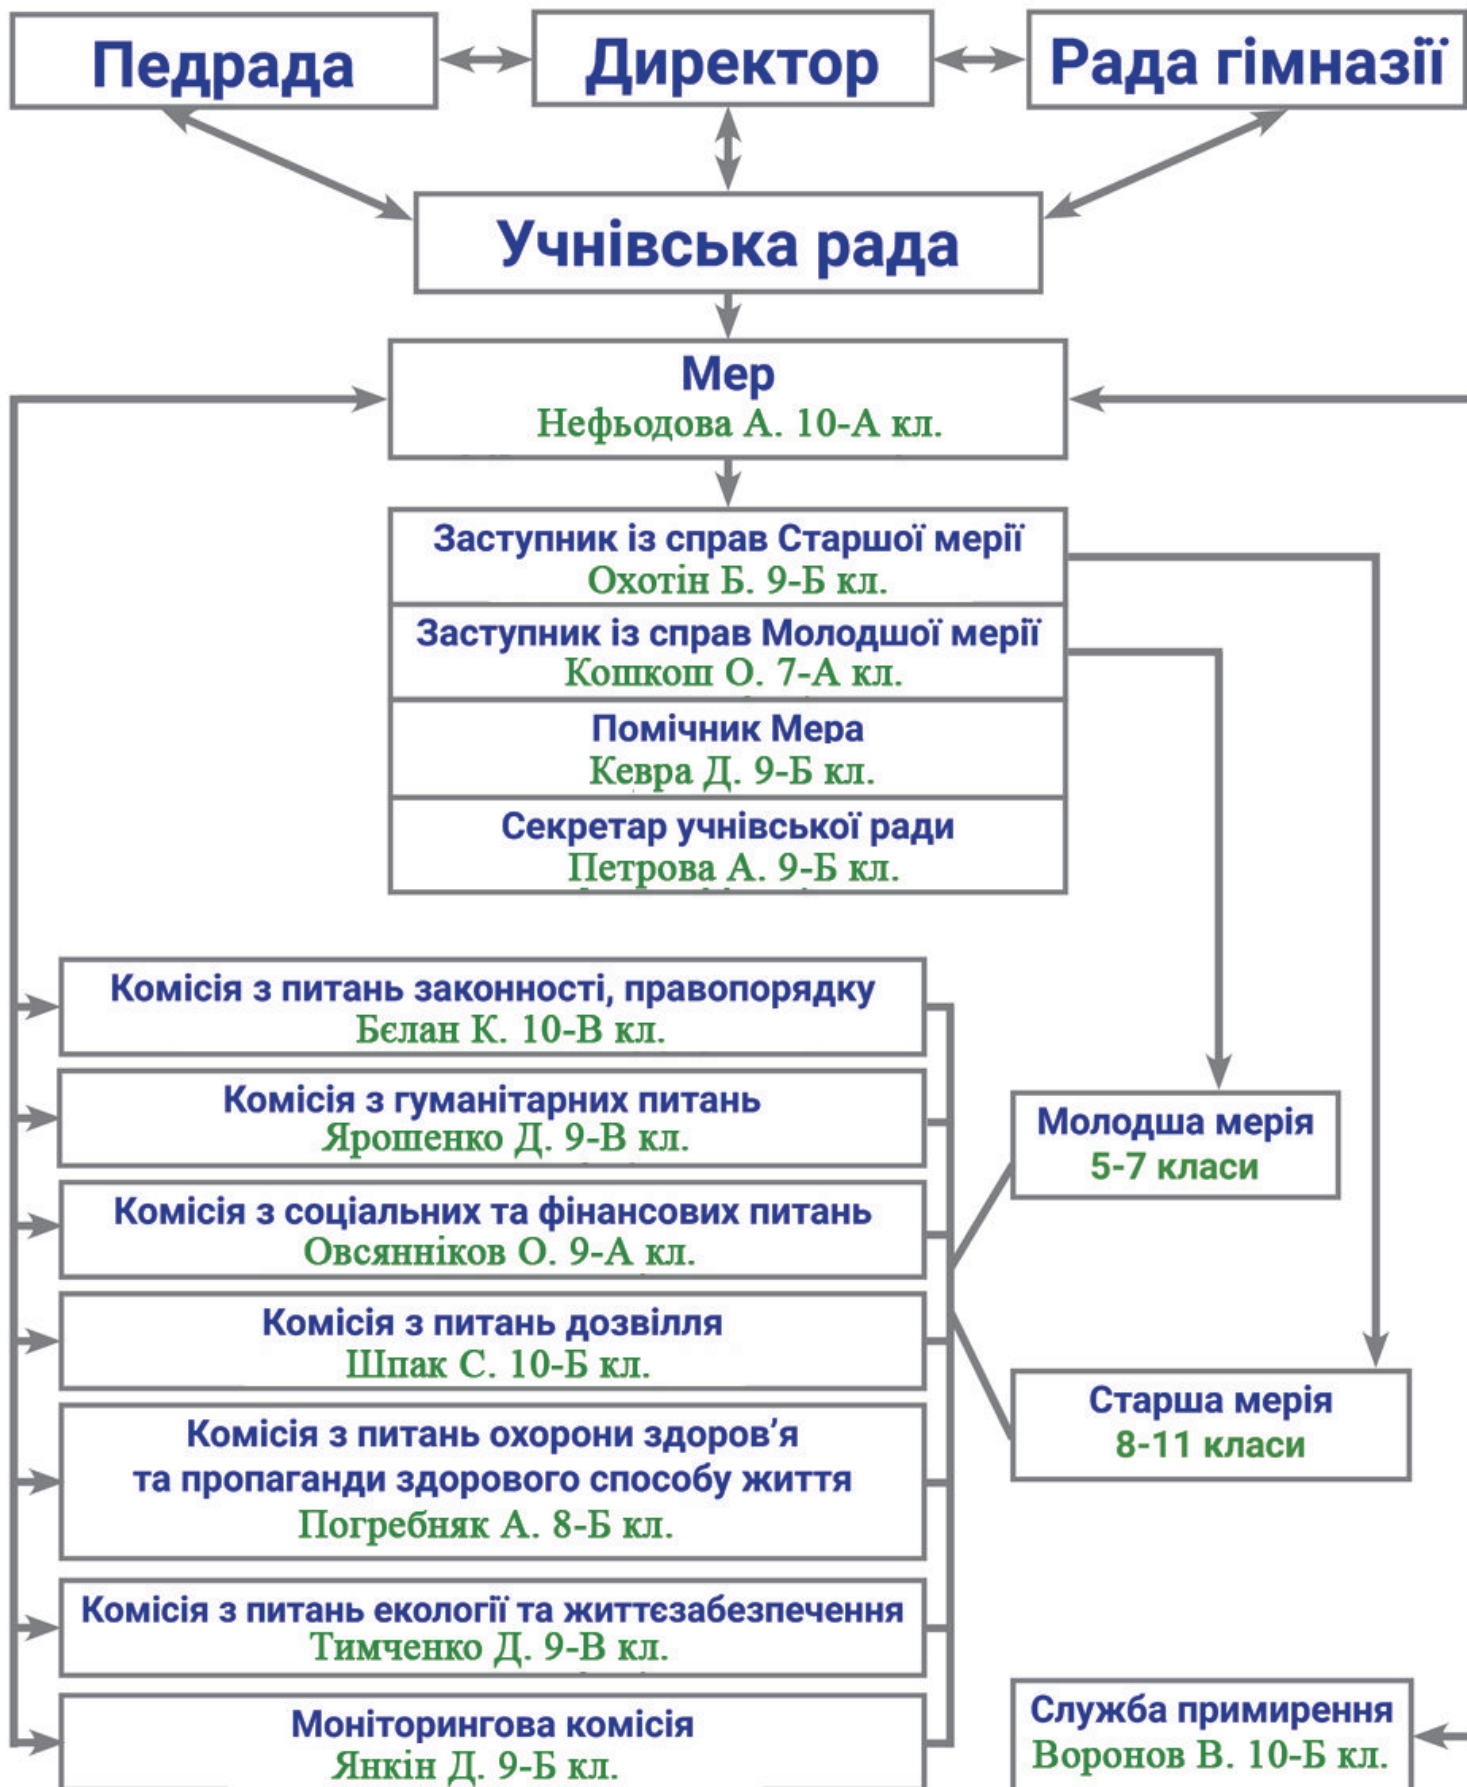 Педрада
Директор
Рада гімназії
Учнівська рада
Мер
Нефьодова А. 10-А кл.
Заступник із справ Старшої мерії
Охотін Б. 9-Б кл.
Заступник із справ Молодшої мерії
Кошкош О. 7-А кл.
Помічник Мера
Кевра Д. 9-Б кл.
Секретар учнівської ради
Петрова А. 9-Б кл.
Комісія з питань законності, правопорядку
Бєлан К. 10-В кл.
Комісія з гуманітарних питань
Ярошенко Д. 9-В кл.
Комісія з соціальних та фінансових питань
Овсянніков О. 9-А кл.
Комісія з питань дозвілля
Шпак С. 10-Б кл.
Комісія з питань охорони здоров’я
та пропаганди здорового способу життя
Погребняк А. 8-Б кл.
Комісія з питань екології та життєзабезпечення
Тимченко Д. 9-В кл.
Моніторингова комісія
Янкін Д. 9-Б кл.
Молодша мерія
5-7 класи
Старша мерія
8-11 класи
Служба примирення
Воронов В. 10-Б кл.